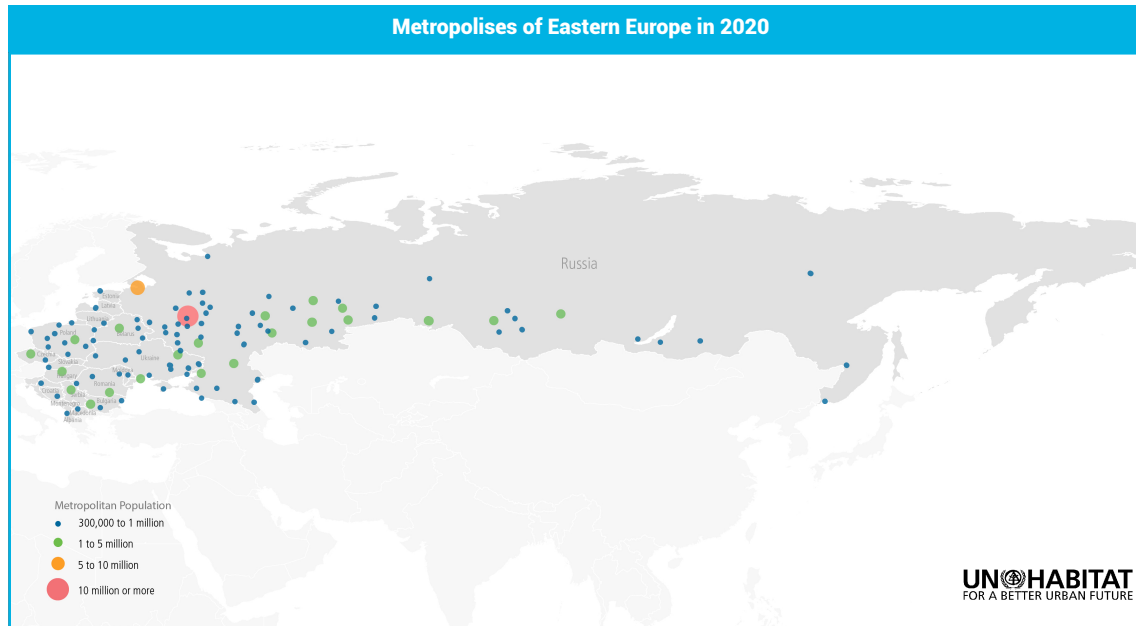 Metropolises of Eastern Europe in 2020
Russia
Estonia
Latvia
Lithuania
Belarus
Poland
Czechia
Ukraine
Slovakia
Moldova
Hungary
Romania
Croatia
Serbia
Montenegro
Bulgaria
Macedonia
Albania
Metropolitan Population
300,000 to 1 million
1 to 5 million
5 to 10 million
10 million or more
UN HABITAT
FOR A BETTER URBAN FUTURE